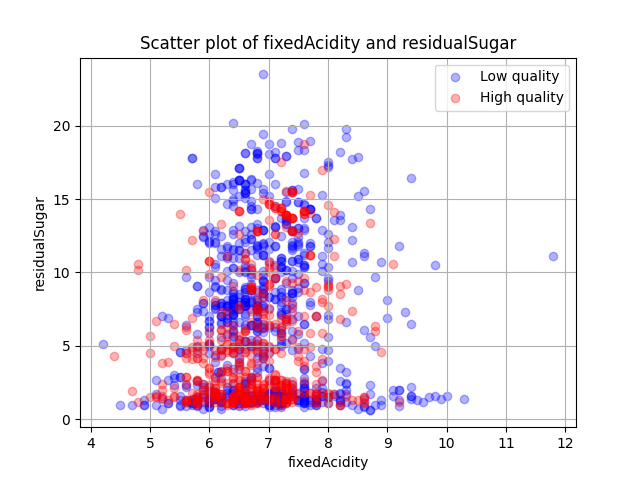 Scatter plot of fixedAcidity and residualSugar
Low quality
High quality
residualSugar
20
15
10
5
0
4 5 6 7 8 9 10 11 12
fixedAcidity